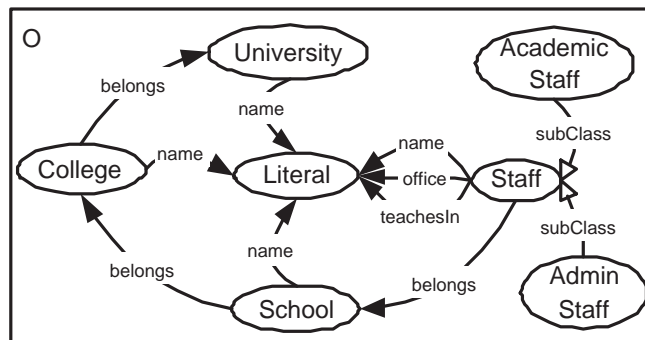 O
University
Academic
Staff
belongs
name
subClass
College
name
Literal
name
office
teachesIn
Staff
name
subClass
belongs
belongs
School
Admin
Staff